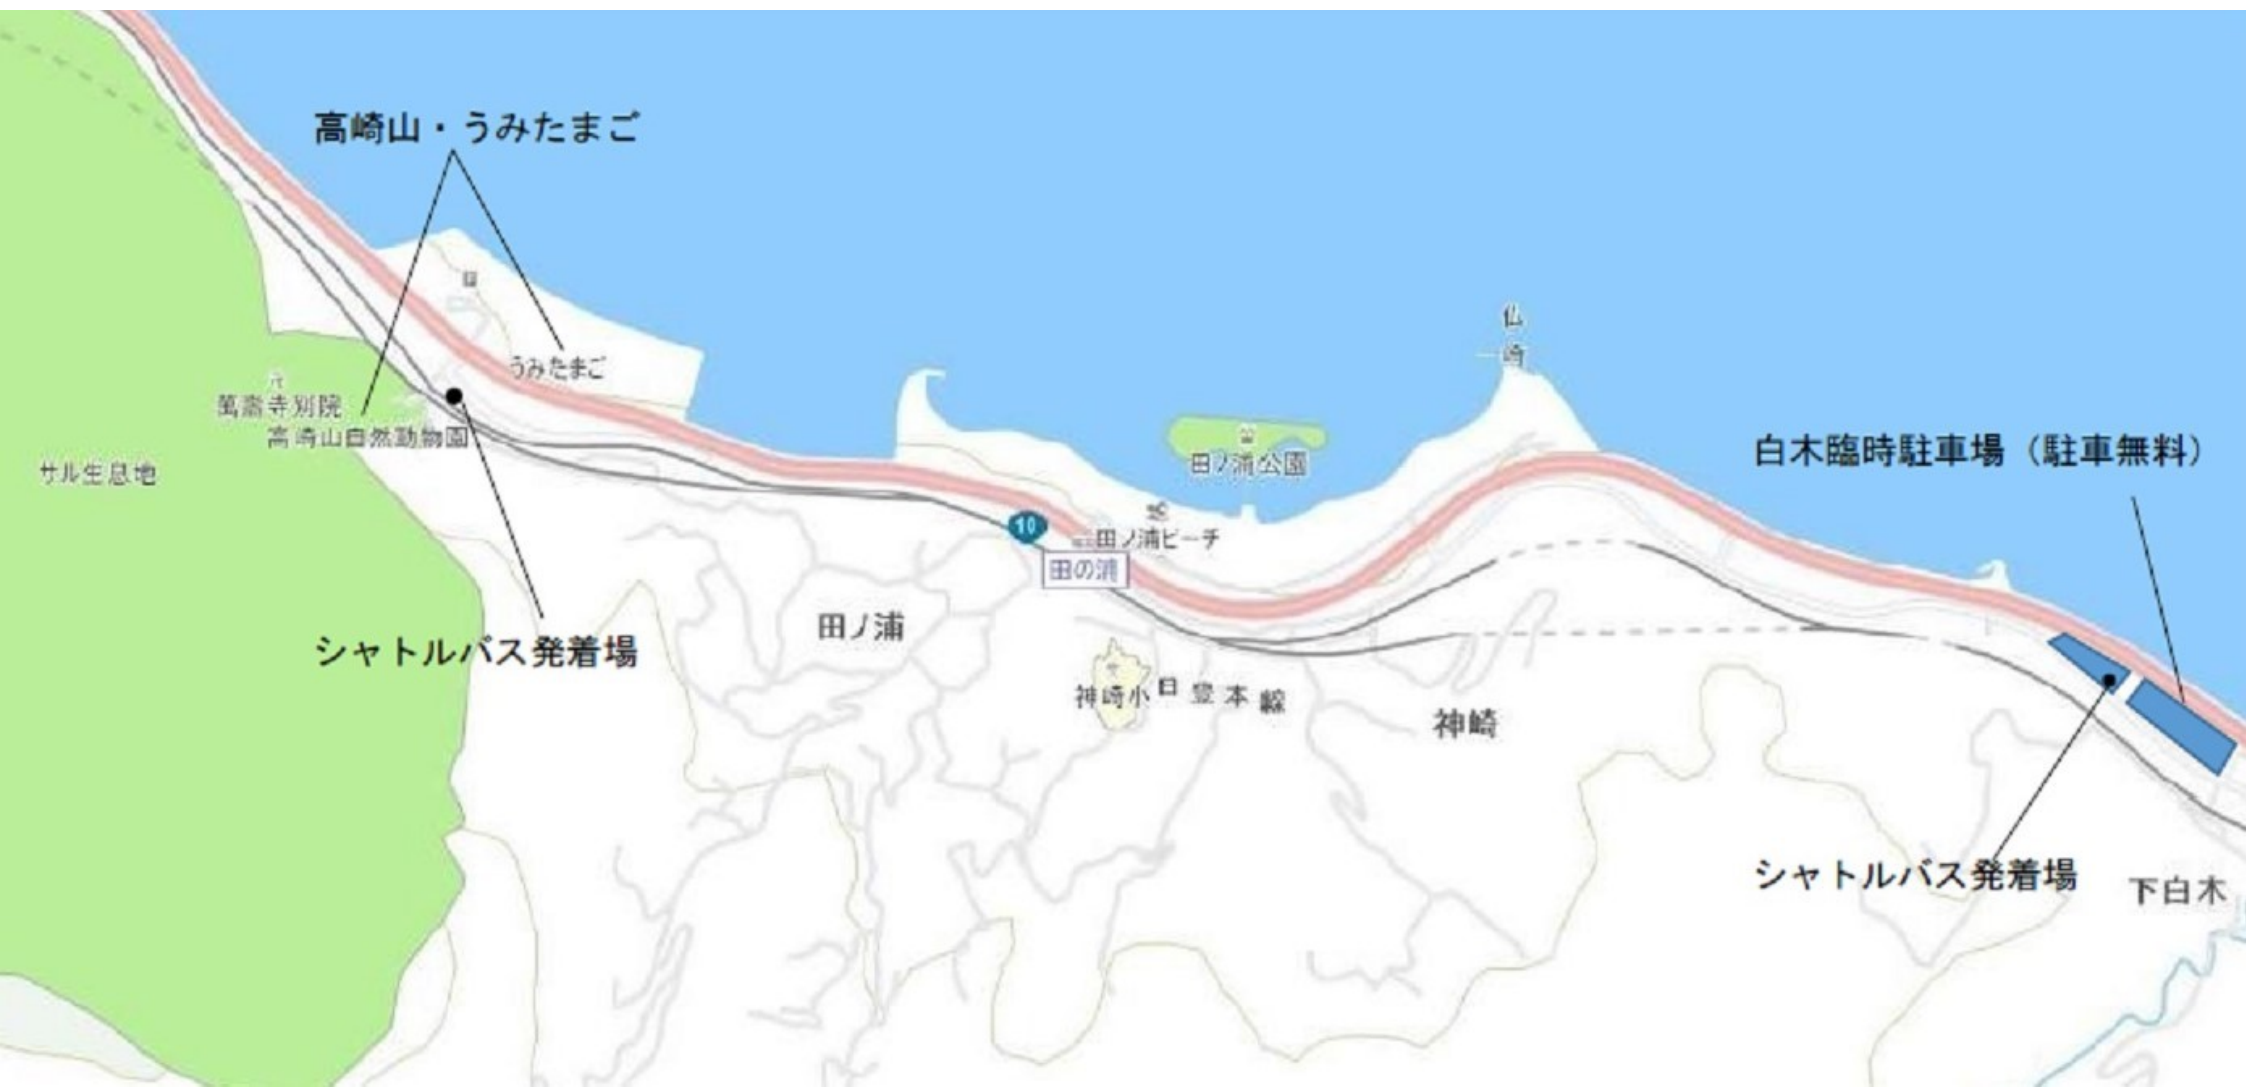 高崎山・うみたまご
うみたまご
萬壽寺別院
高崎山自然動物園
サル生息地
シャトルバス発着場
仏崎
田ノ浦公園
10
田ノ浦ビーチ
田の浦
田ノ浦
神崎小
日豊本線
神崎
白木臨時駐車場（駐車無料）
シャトルバス発着場
下白木